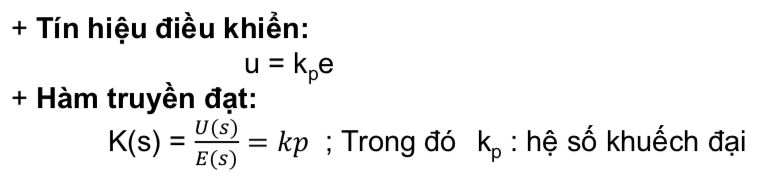 + Tín hiệu điều khiển:
u = kₚe
+ Hàm truyền đạt:
K(s) = U(s)/E(s) = kp ; Trong đó kₚ : hệ số khuếch đại